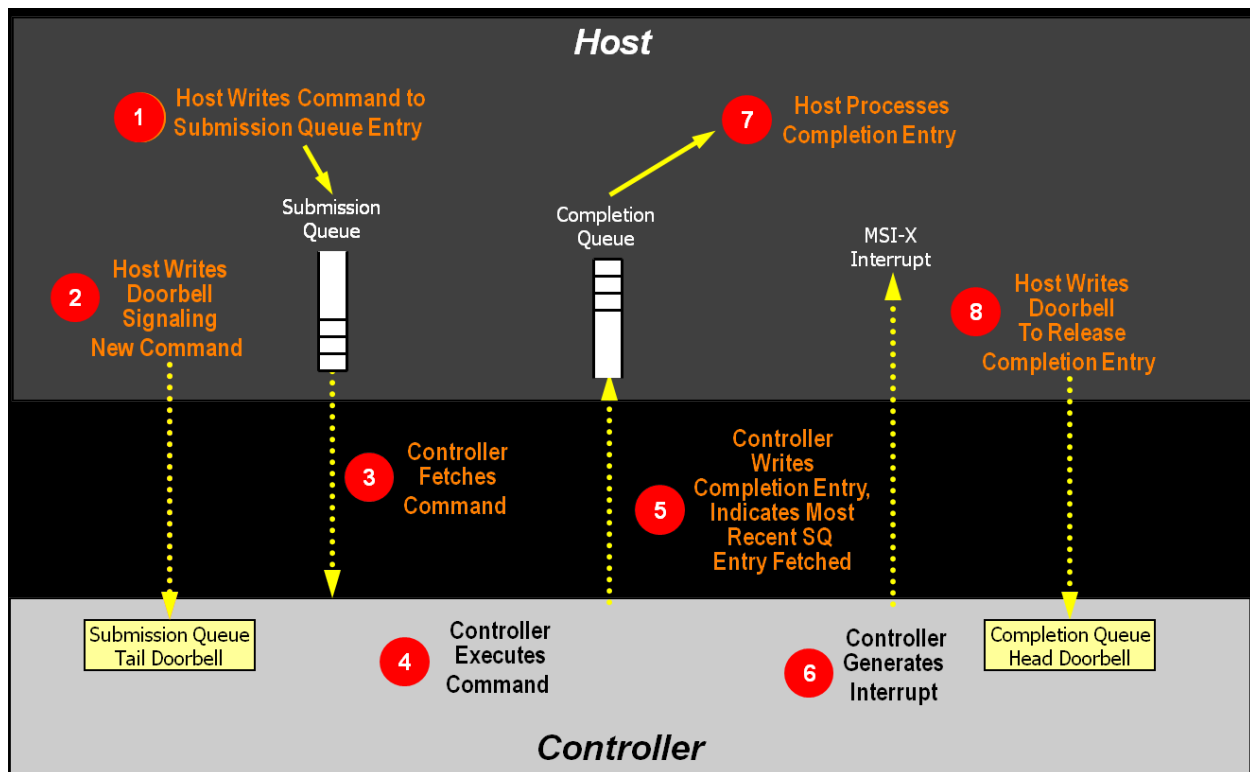 Host
1
Host Writes Command to
Submission Queue Entry
7
Host Processes
Completion Entry
Submission
Queue
Completion
Queue
MSI-X
Interrupt
2
Host Writes
Doorbell
Signaling
New Command
8
Host Writes
Doorbell
To Release
Completion Entry
3
Controller
Fetches
Command
5
Controller
Writes
Completion Entry,
Indicates Most
Recent SQ
Entry Fetched
Submission Queue
Tail Doorbell
4
Controller
Executes
Command
6
Controller
Generates
Interrupt
Completion Queue
Head Doorbell
Controller